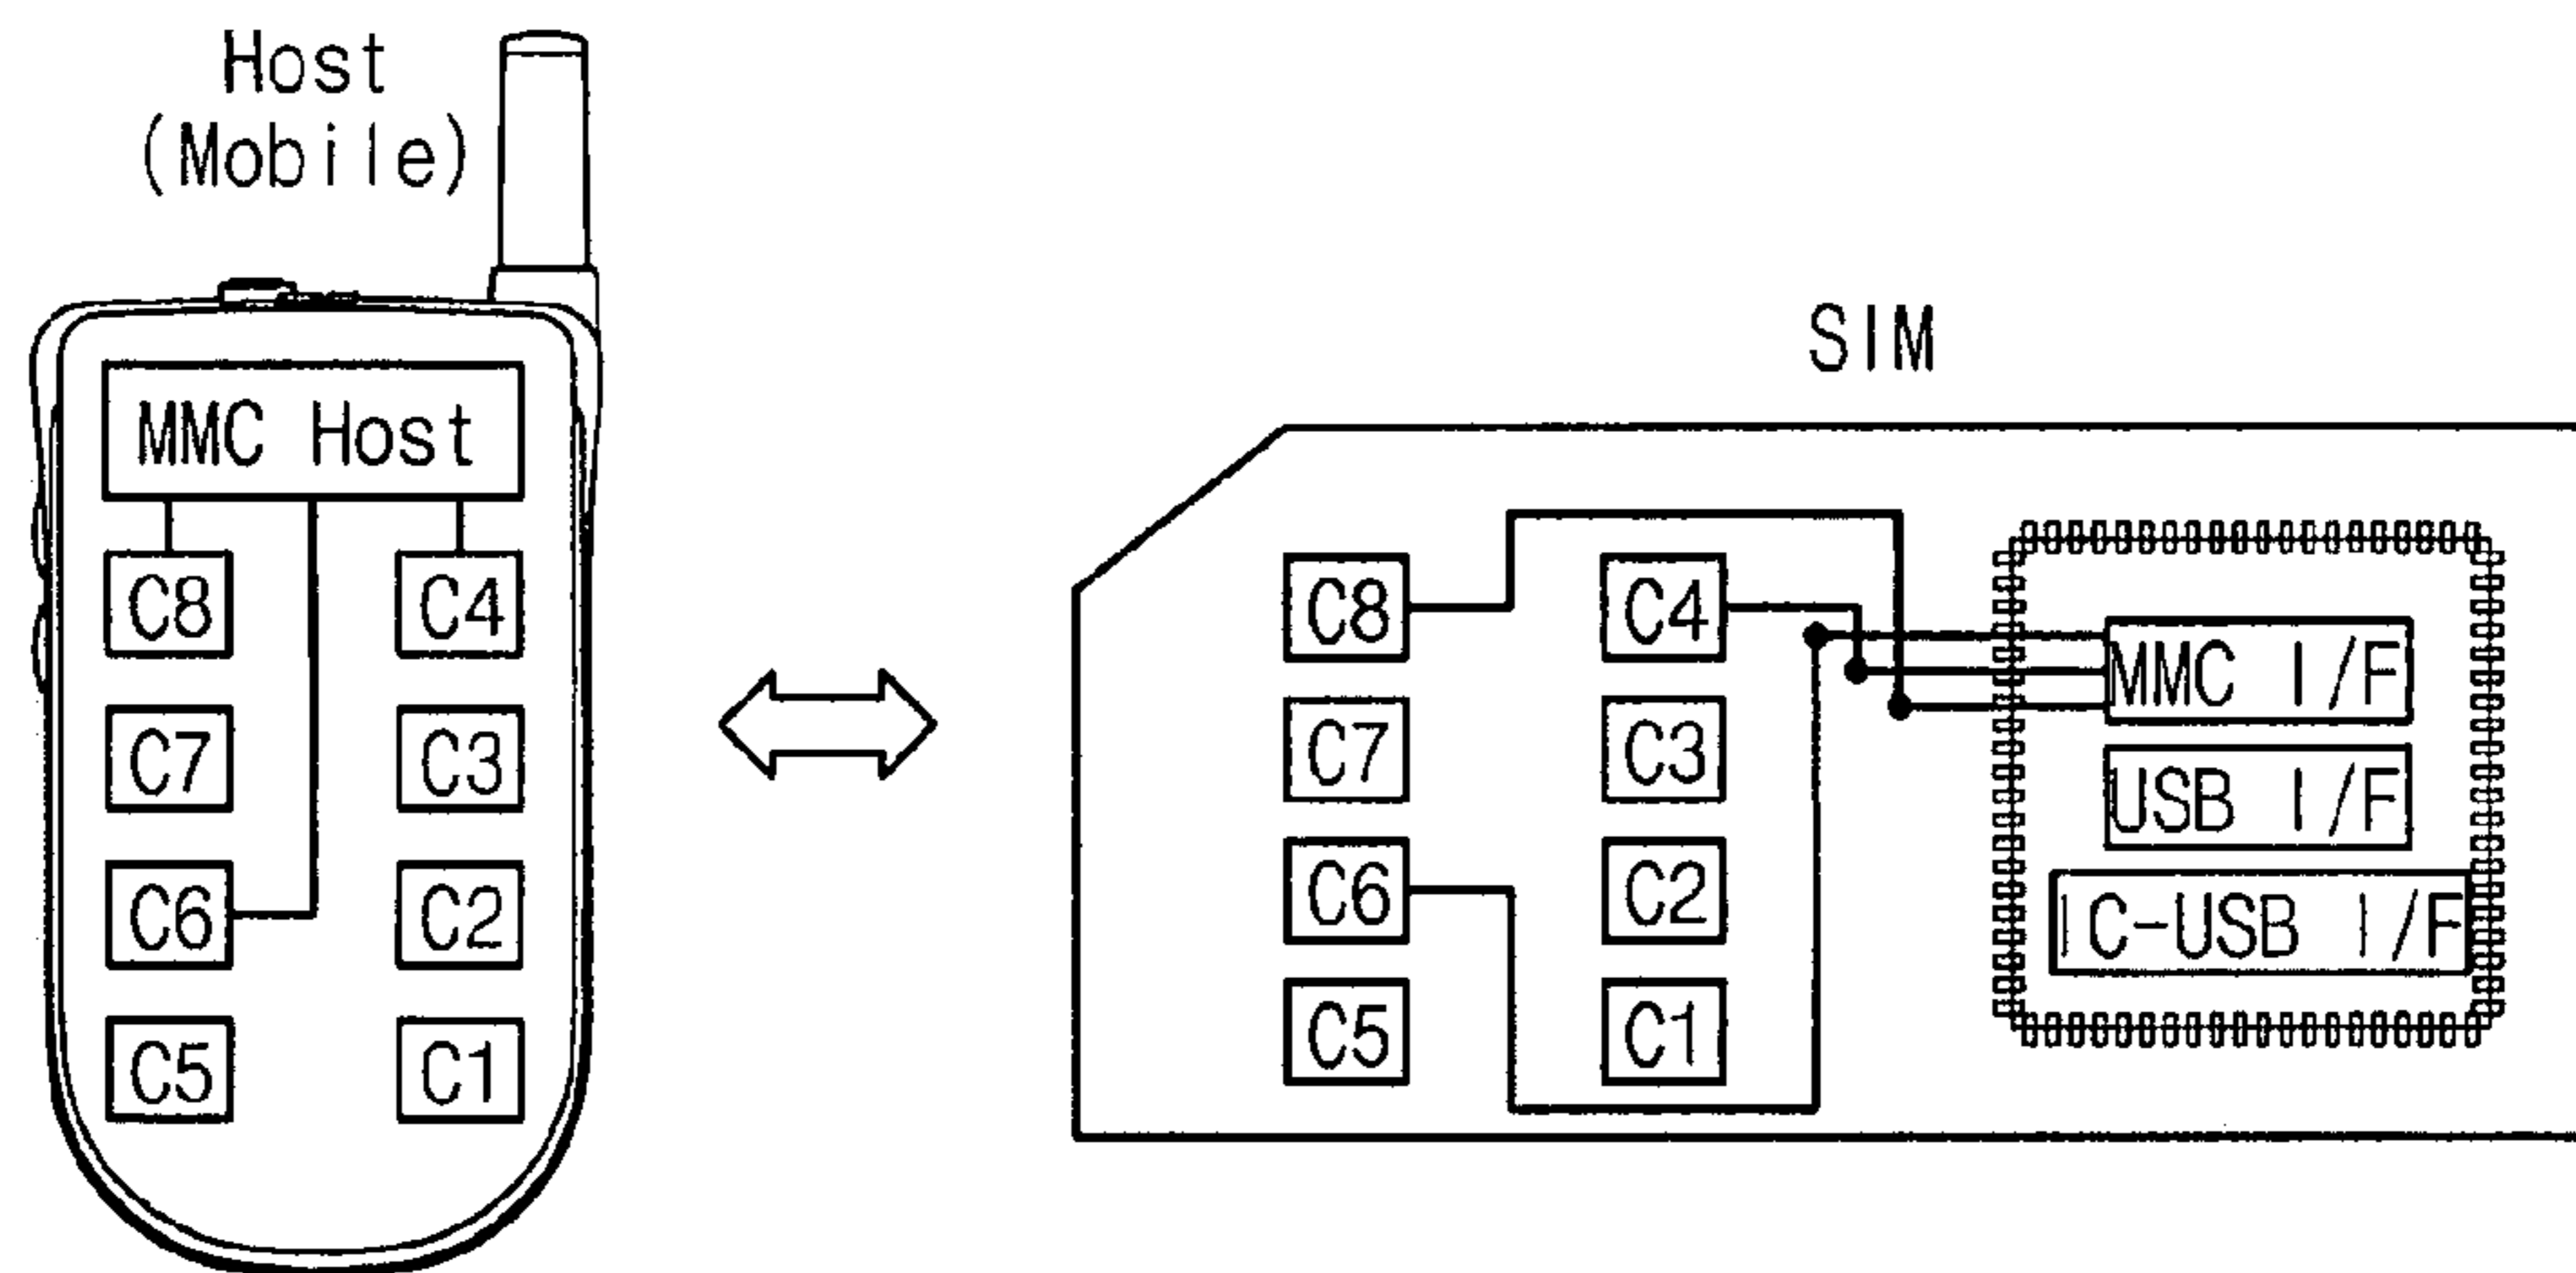 Host
(Mobile)
MMC Host
C8 C4
C7 C3
C6 C2
C5 C1
SIM
C8 C4
C7 C3
C6 C2
C5 C1
MMC I/F
USB I/F
IC-USB I/F